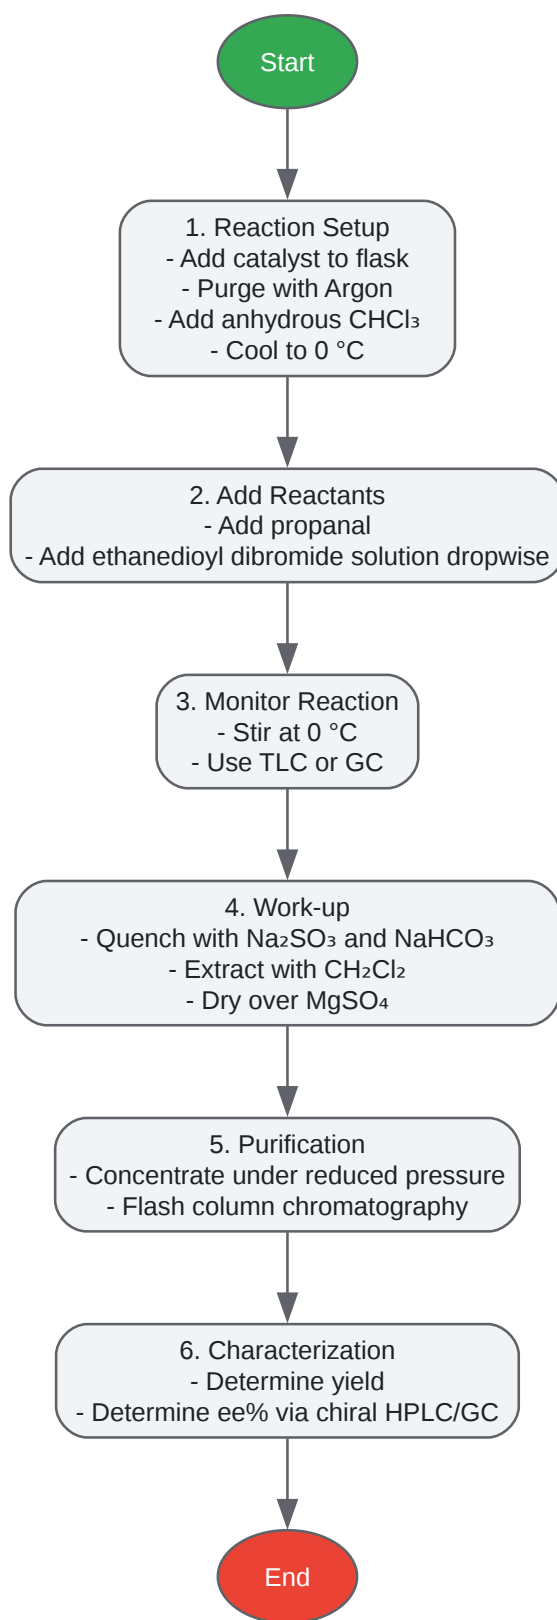 Start
1. Reaction Setup
- Add catalyst to flask
- Purge with Argon
- Add anhydrous CHCl₃
- Cool to 0 °C
2. Add Reactants
- Add propanal
- Add ethanedioyl dibromide solution dropwise
3. Monitor Reaction
- Stir at 0 °C
- Use TLC or GC
4. Work-up
- Quench with Na₂SO₃ and NaHCO₃
- Extract with CH₂Cl₂
- Dry over MgSO₄
5. Purification
- Concentrate under reduced pressure
- Flash column chromatography
6. Characterization
- Determine yield
- Determine ee% via chiral HPLC/GC
End